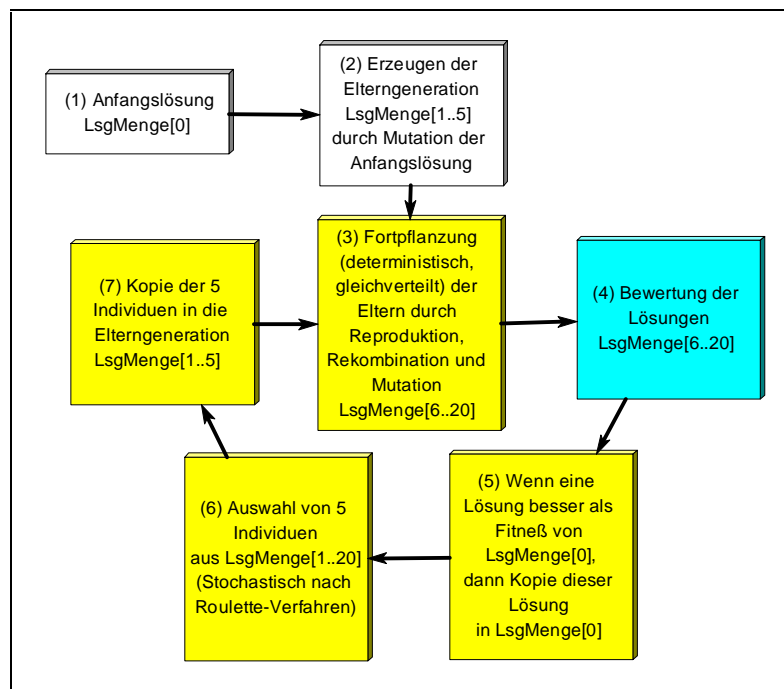 (1) Anfangslösung
LsgMenge[0]
(2) Erzeugen der
Elterngeneration
LsgMenge[1..5]
durch Mutation der
Anfangslösung
(3) Fortpflanzung
(deterministisch,
gleichverteilt) der
Eltern durch
Reproduktion,
Rekombination und
Mutation
LsgMenge[6..20]
(4) Bewertung der
Lösungen
LsgMenge[6..20]
(5) Wenn eine
Lösung besser als
Fitneß von
LsgMenge[0],
dann Kopie dieser
Lösung
in LsgMenge[0]
(6) Auswahl von 5
Individuen
aus LsgMenge[1..20]
(Stochastisch nach
Roulette-Verfahren)
(7) Kopie der 5
Individuen in die
Elterngeneration
LsgMenge[1..5]